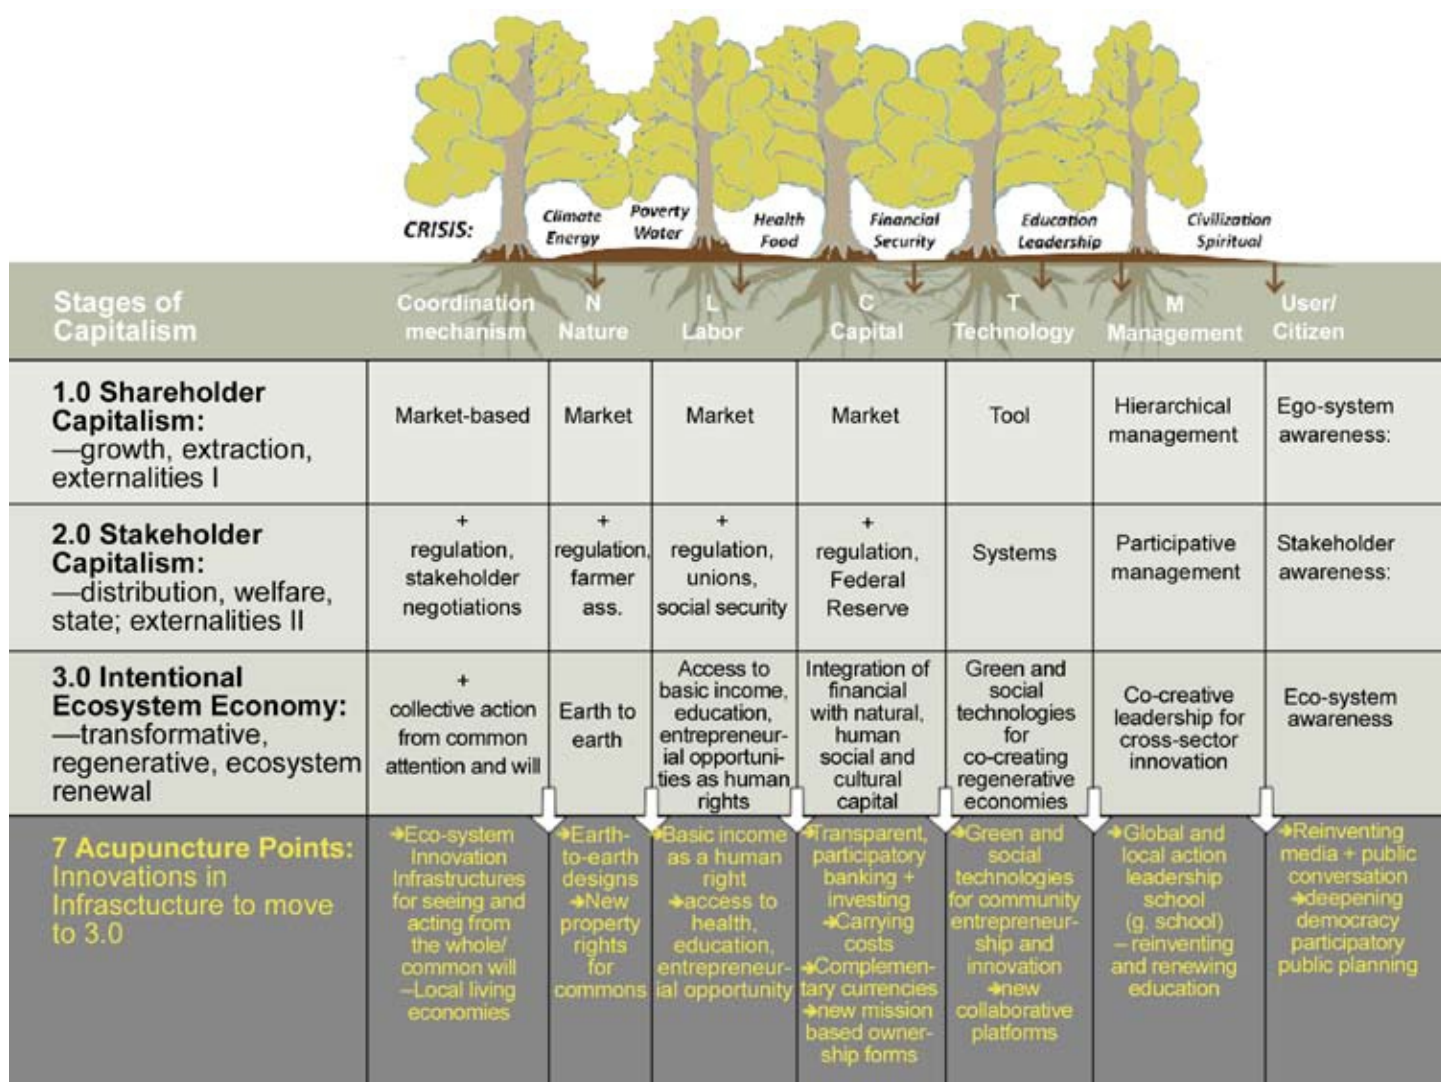 CRISIS:
Climate
Energy
Poverty
Water
Health
Food
Financial
Security
Education
Leadership
Civilization
Spiritual
Stages of
Capitalism
Coordination
mechanism
N
Nature
L
Labor
C
Capital
T
Technology
M
Management
User/
Citizen
1.0 Shareholder
Capitalism:
—growth, extraction,
externalities I
Market-based
Market
Market
Market
Tool
Hierarchical
management
Ego-system
awareness:
2.0 Stakeholder
Capitalism:
—distribution, welfare,
state; externalities II
+
regulation,
stakeholder
negotiations
+
regulation,
farmer
ass.
+
regulation,
unions,
social security
+
regulation,
Federal
Reserve
Systems
Participative
management
Stakeholder
awareness:
3.0 Intentional
Ecosystem Economy:
—transformative,
regenerative, ecosystem
renewal
+
collective action
from common
attention and will
Earth to
earth
Access to
basic income,
education,
entrepreneur-
ial opportuni-
ties as human
rights
Integration of
financial
with natural,
human
social and
cultural
capital
Green and
social
technologies
for
co-creating
regenerative
economies
Co-creative
leadership for
cross-sector
innovation
Eco-system
awareness
7 Acupuncture Points:
Innovations in
Infrasctucture to move
to 3.0
➔Eco-system
Innovation
Infrastructures
for seeing and
acting from
the whole/
common will
–Local living
economies
➔Earth-
to-earth
designs
➔New
property
rights
for
commons
➔Basic income
as a human
right
➔access to
health,
education,
entrepreneur-
ial opportunity
➔Transparent,
participatory
banking +
investing
➔Carrying
costs
➔Complemen-
tary currencies
➔new mission
based owner-
ship forms
➔Green and
social
technologies
for community
entrepreneur-
ship and
innovation
➔new
collaborative
platforms
➔Global and
local action
leadership
school
(g. school)
– reinventing
and renewing
education
➔Reinventing
media + public
conversation
➔deepening
democracy
participatory
public planning